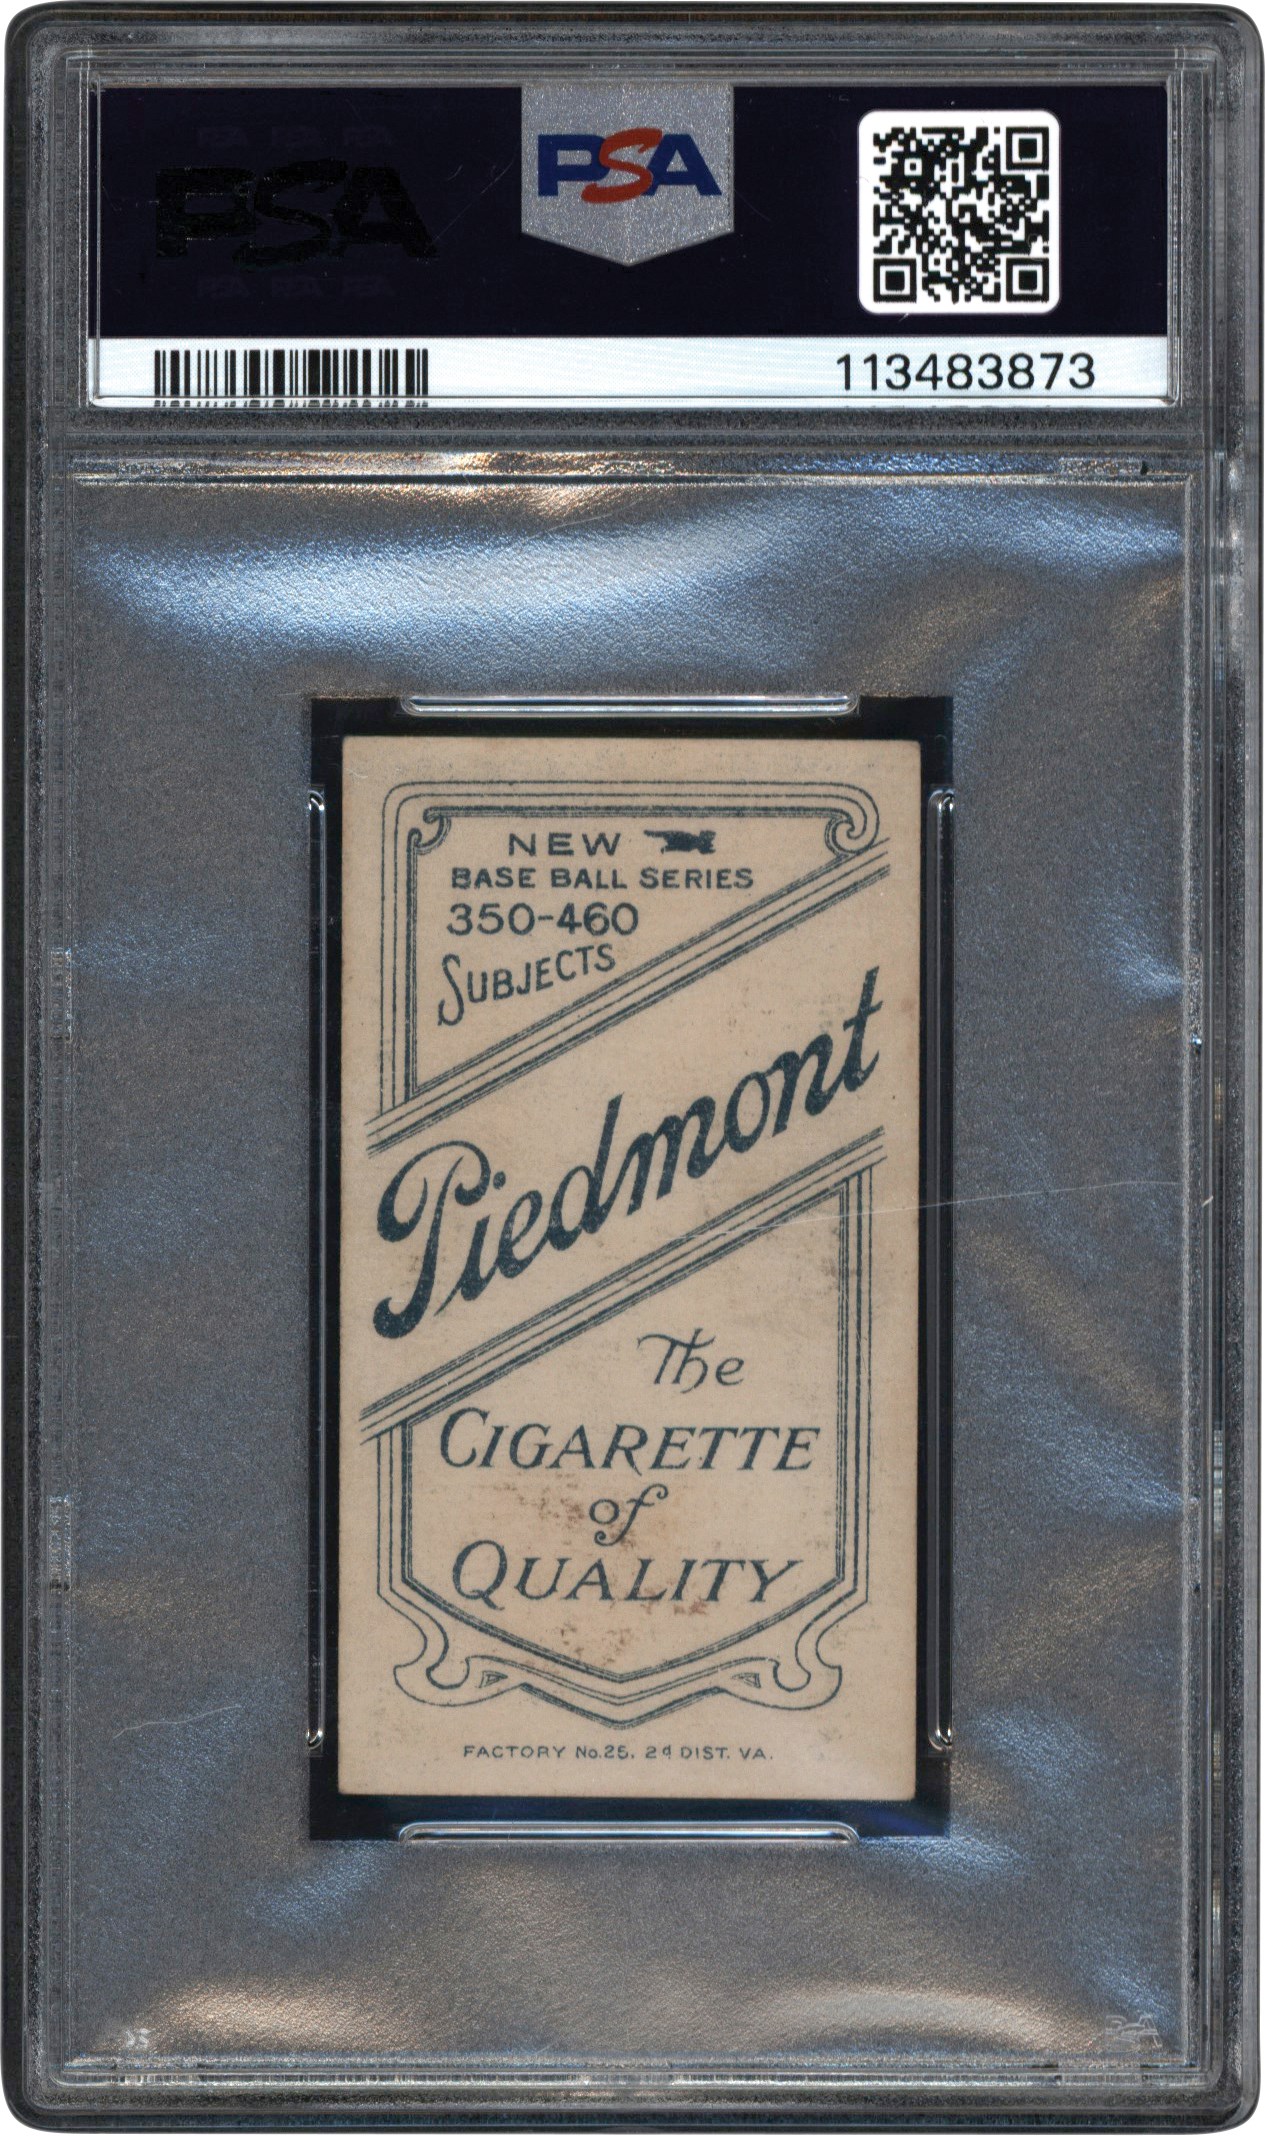 PSA
PSA
113483873
NEW
BASE BALL SERIES
350-460
SUBJECTS
Piedmont
The
CIGARETTE
of
QUALITY
FACTORY No. 25, 2d DIST. VA.